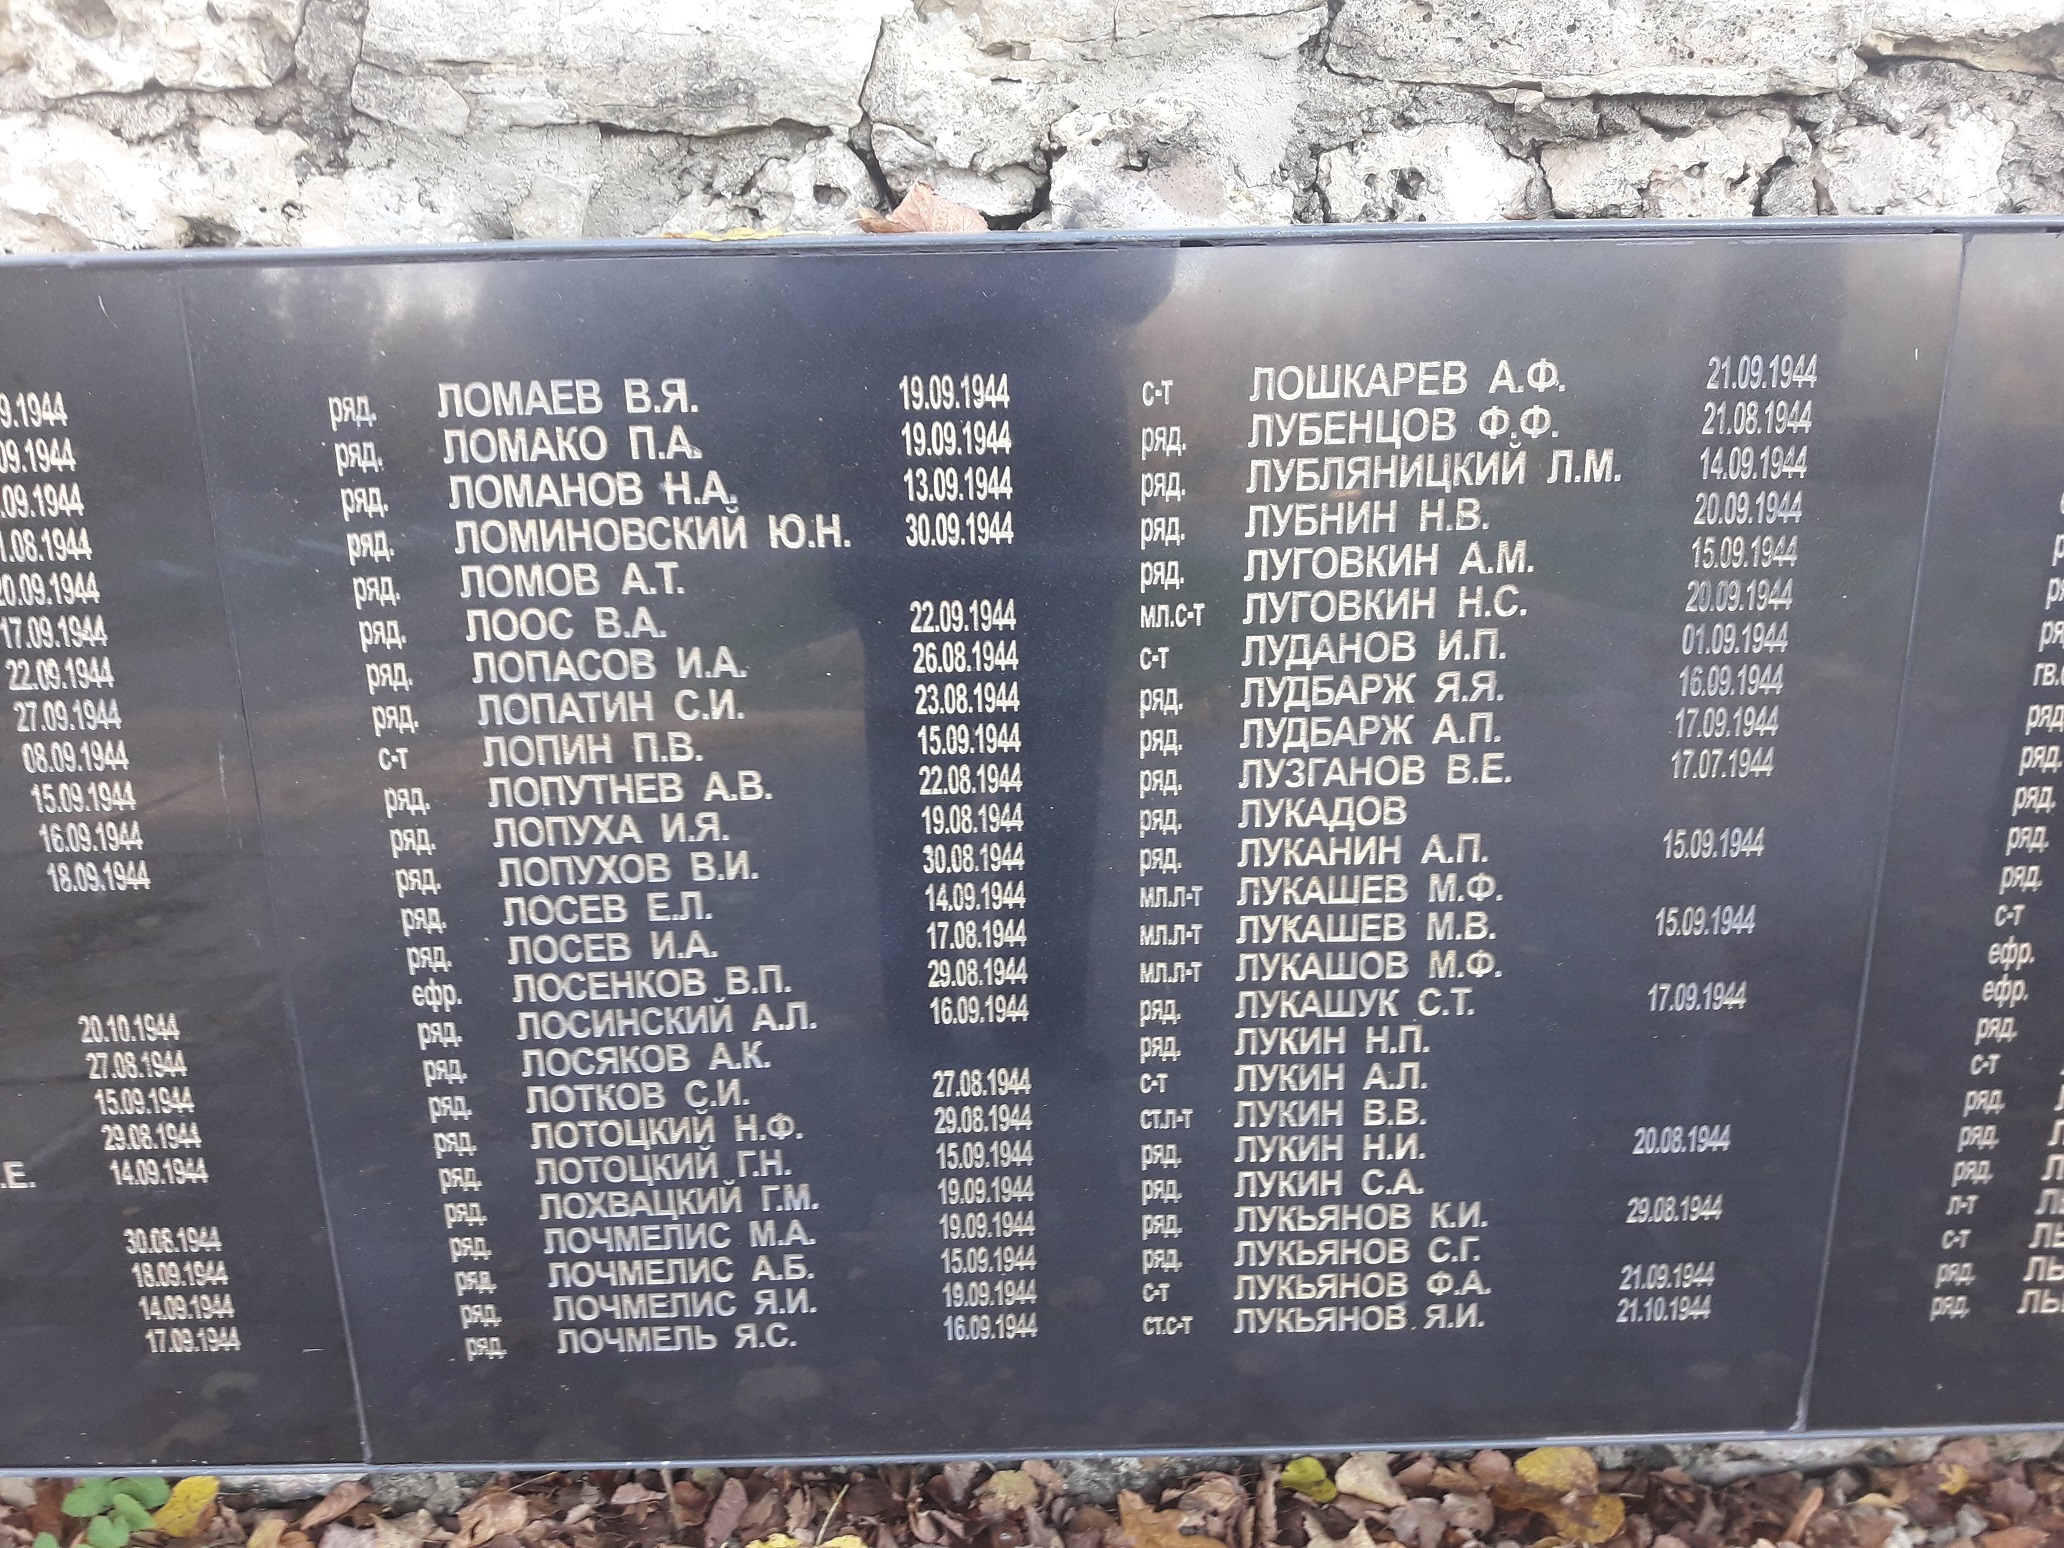 9.1944
09.1944
.09.1944
1.08.1944
20.09.1944
17.09.1944
22.09.1944
27.09.1944
08.09.1944
15.09.1944
16.09.1944
18.09.1944
20.10.1944
27.08.1944
15.09.1944
29.08.1944
.Е. 14.09.1944
30.08.1944
18.09.1944
14.09.1944
17.09.1944
ряд. ЛОМАЕВ В.Я. 19.09.1944
ряд. ЛОМАКО П.А. 19.09.1944
ряд. ЛОМАНОВ Н.А. 13.09.1944
ряд. ЛОМИНОВСКИЙ Ю.Н. 30.09.1944
ряд. ЛОМОВ А.Т.
ряд. ЛООС В.А. 22.09.1944
ряд. ЛОПАСОВ И.А. 26.08.1944
ряд. ЛОПАТИН С.И. 23.08.1944
с-т ЛОПИН П.В. 15.09.1944
ряд. ЛОПУТНЕВ А.В. 22.08.1944
ряд. ЛОПУХА И.Я. 19.08.1944
ряд. ЛОПУХОВ В.И. 30.08.1944
ряд. ЛОСЕВ Е.Л. 14.09.1944
ряд. ЛОСЕВ И.А. 17.08.1944
ефр. ЛОСЕНКОВ В.П. 29.08.1944
ряд. ЛОСИНСКИЙ А.Л. 16.09.1944
ряд. ЛОСЯКОВ А.К.
ряд. ЛОТКОВ С.И. 27.08.1944
ряд. ЛОТОЦКИЙ Н.Ф. 29.08.1944
ряд. ЛОТОЦКИЙ Г.Н. 15.09.1944
ряд. ЛОХВАЦКИЙ Г.М. 19.09.1944
ряд. ЛОЧМЕЛИС М.А. 19.09.1944
ряд. ЛОЧМЕЛИС А.Б. 15.09.1944
ряд. ЛОЧМЕЛИС Я.И. 19.09.1944
ряд. ЛОЧМЕЛЬ Я.С. 16.09.1944
с-т ЛОШКАРЕВ А.Ф. 21.09.1944
ряд. ЛУБЕНЦОВ Ф.Ф. 21.08.1944
ряд. ЛУБЛЯНИЦКИЙ Л.М. 14.09.1944
ряд. ЛУБНИН Н.В. 20.09.1944
ряд. ЛУГОВКИН А.М. 15.09.1944
мл.с-т ЛУГОВКИН Н.С. 20.09.1944
с-т ЛУДАНОВ И.П. 01.09.1944
ряд. ЛУДБАРЖ Я.Я. 16.09.1944
ряд. ЛУДБАРЖ А.П. 17.09.1944
ряд. ЛУЗГАНОВ В.Е. 17.07.1944
ряд. ЛУКАДОВ
ряд. ЛУКАНИН А.П. 15.09.1944
мл.л-т ЛУКАШЕВ М.Ф.
мл.л-т ЛУКАШЕВ М.В. 15.09.1944
мл.л-т ЛУКАШОВ М.Ф.
ряд. ЛУКАШУК С.Т. 17.09.1944
ряд. ЛУКИН Н.П.
с-т ЛУКИН А.Л.
ст.л-т ЛУКИН В.В.
ряд. ЛУКИН Н.И. 20.08.1944
ряд. ЛУКИН С.А.
ряд. ЛУКЬЯНОВ К.И. 29.08.1944
ряд. ЛУКЬЯНОВ С.Г.
с-т ЛУКЬЯНОВ Ф.А. 21.09.1944
ст.с-т ЛУКЬЯНОВ Я.И. 21.10.1944
ряд
ряд.
ряд.
ряд.
ряд.
с-т
ефр.
ефр.
ряд.
с-т
ряд.
ряд.
ряд.
л-т
с-т
ряд.
ряд.